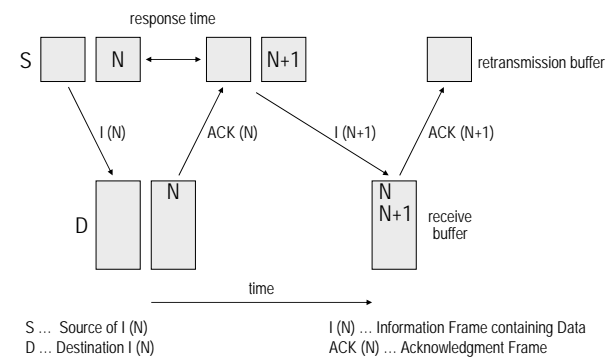 response time
S
N
N+1
retransmission buffer
I (N)
ACK (N)
I (N+1)
ACK (N+1)
D
N
N
N+1
receive
buffer
time
S … Source of I (N)
I (N) … Information Frame containing Data
D … Destination I (N)
ACK (N) … Acknowledgment Frame